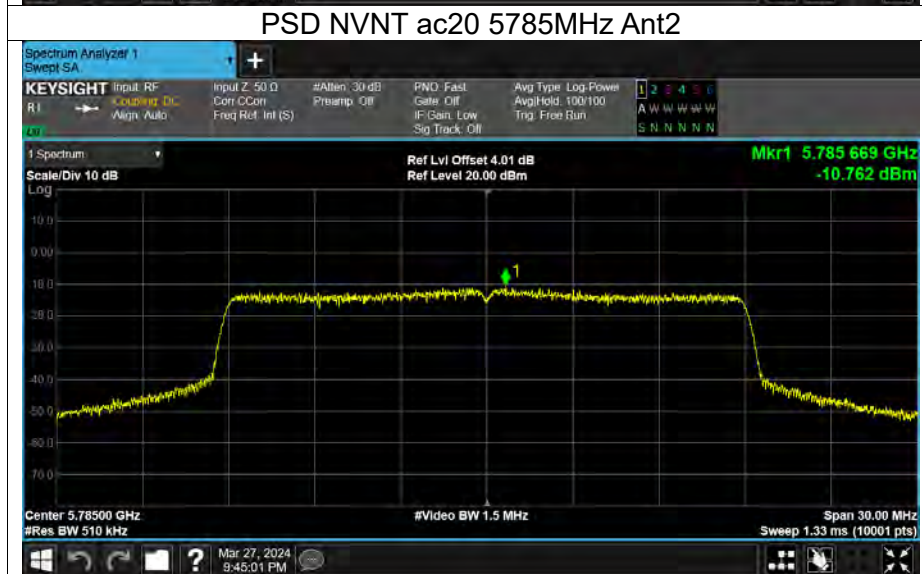 PSD NVNT ac20 5785MHz Ant2
Spectrum Analyzer 1
Swept SA
+
KEYSIGHT Input: RF
Coupling: DC
Align: Auto
Input Z: 50 Ω
Corr CCorr
Freq Ref: Int (S)
#Atten: 30 dB
Preamp: Off
PNO: Fast
Gate: Off
IF Gain: Low
Sig Track: Off
Avg Type: Log-Power
Avg|Hold: 100/100
Trig: Free Run
1 2 3 4 5 6
A W W W W W
S N N N N N
1 Spectrum
Scale/Div 10 dB
Log
Ref Lvl Offset 4.01 dB
Ref Level 20.00 dBm
Mkr1 5.785 669 GHz
-10.762 dBm
10.0
0.00
-10.0
-20.0
-30.0
-40.0
-50.0
-60.0
-70.0
1
Center 5.78500 GHz
#Res BW 510 kHz
#Video BW 1.5 MHz
Span 30.00 MHz
Sweep 1.33 ms (10001 pts)
?
Mar 27, 2024
9:45:01 PM